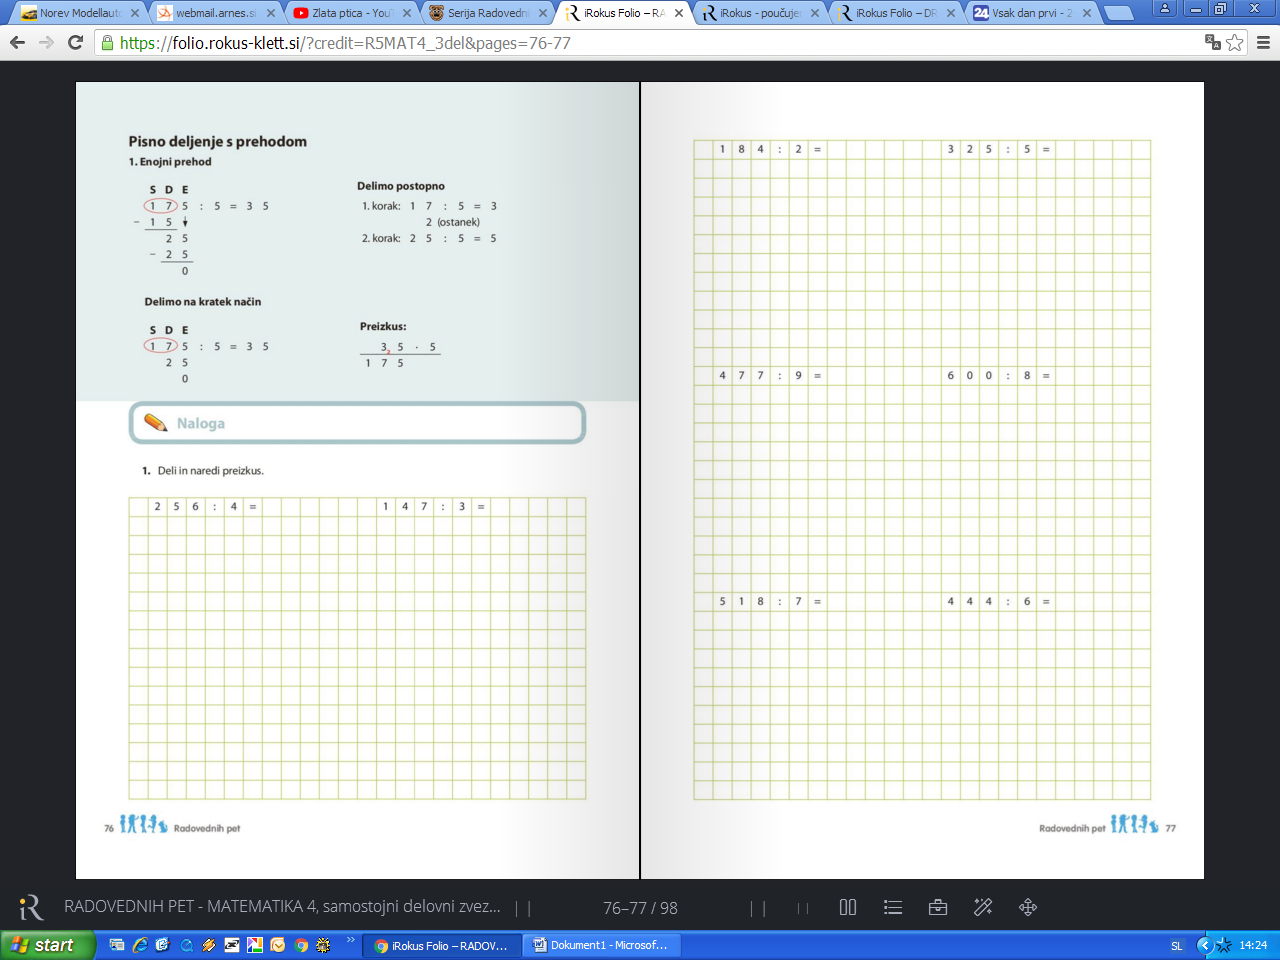 Norev Modellauto
webmail.arnes.si
Zlata ptica - YouT
Serija Radovedni
iRokus Folio – RA
iRokus - poučujem
iRokus Folio – DR
24 Vsak dan prvi - 2
https://folio.rokus-klett.si/?credit=R5MAT4_3del&pages=76-77
Pisno deljenje s prehodom
1. Enojni prehod
S D E
1 7 5 : 5 = 3 5
– 1 5
2 5
– 2 5
0
Delimo postopno
1. korak: 1 7 : 5 = 3
2 (ostanek)
2. korak: 2 5 : 5 = 5
Delimo na kratek način
S D E
1 7 5 : 5 = 3 5
2 5
0
Preizkus:
3 2 5 · 5
1 7 5
Naloga
1. Deli in naredi preizkus.
2 5 6 : 4 =
1 4 7 : 3 =
76 Radovednih pet
1 8 4 : 2 =
3 2 5 : 5 =
4 7 7 : 9 =
6 0 0 : 8 =
5 1 8 : 7 =
4 4 4 : 6 =
Radovednih pet 77
iR
RADOVEDNIH PET - MATEMATIKA 4, samostojni delovni zvez...
76–77 / 98
start
iRokus Folio – RADOV...
Dokument1 - Microsof...
SL
14:24